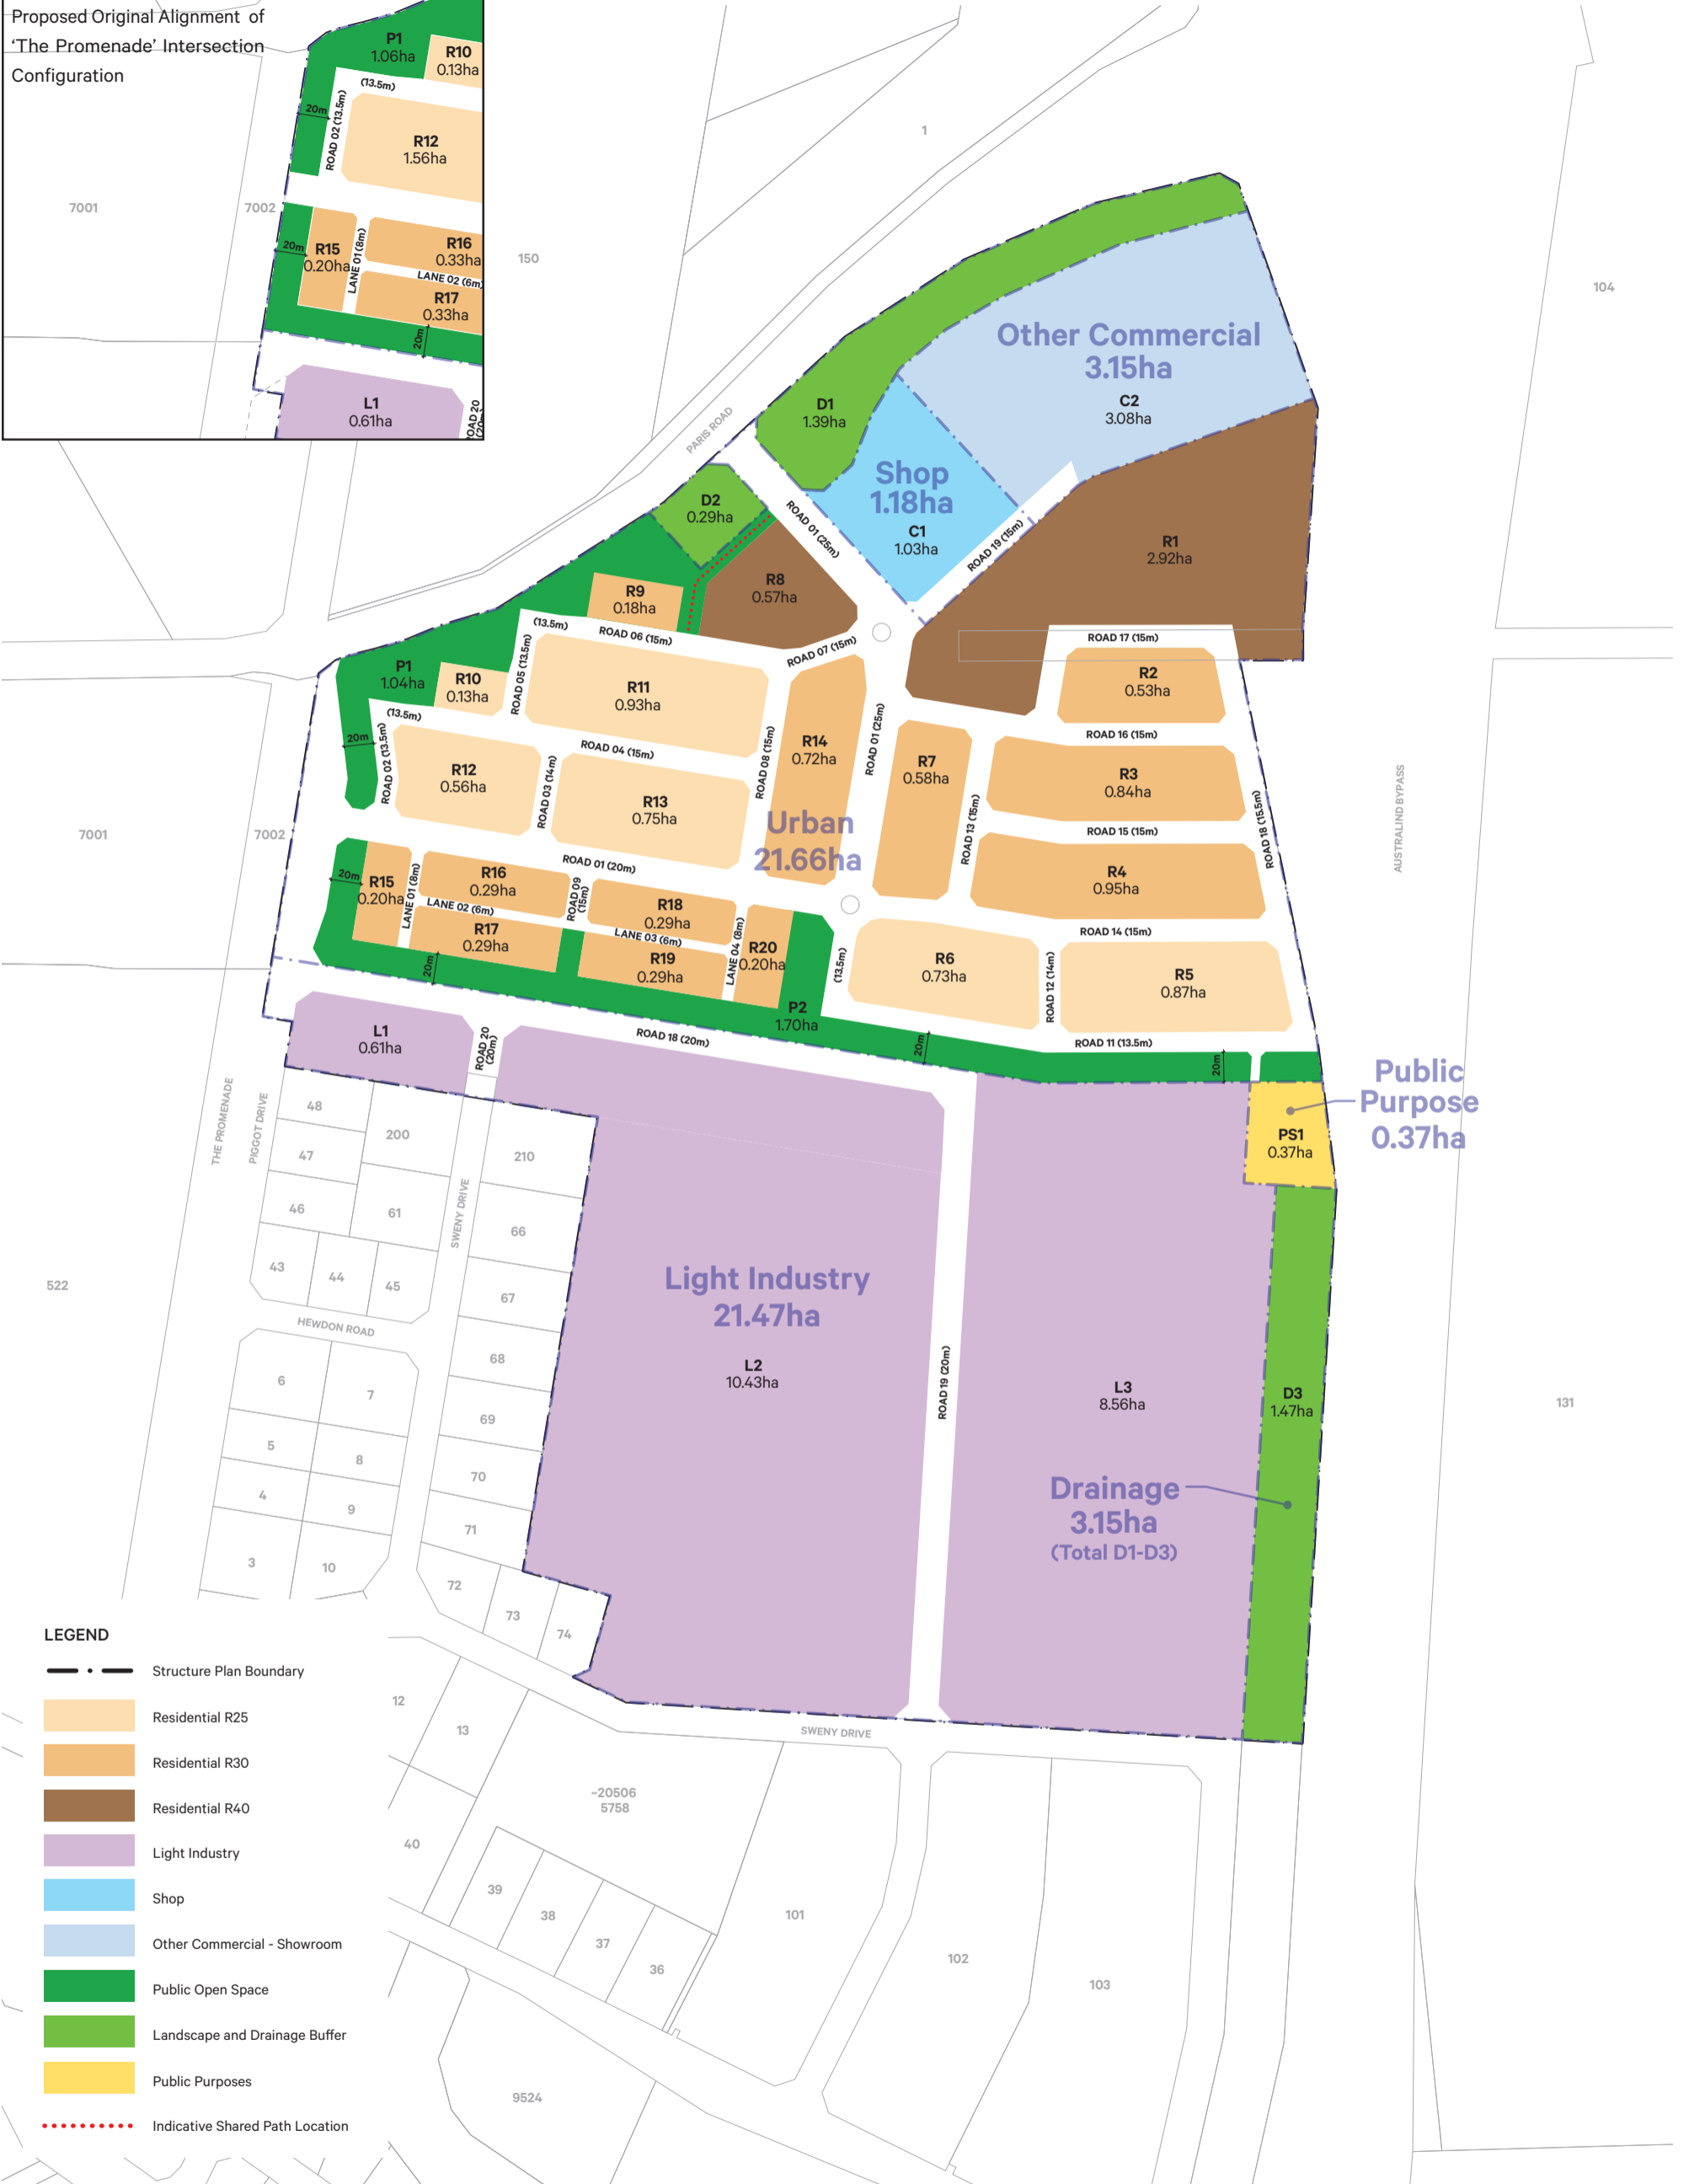 Proposed Original Alignment of
‘The Promenade’ Intersection
Configuration
P1
1.06ha
R10
0.13ha
(13.5m)
20m
ROAD 02 (13.5m)
R12
1.56ha
7001
7002
20m
R15
0.20ha
LANE 01 (8m)
R16
0.33ha
LANE 02 (6m)
R17
0.33ha
20m
L1
0.61ha
ROAD 20
(20m)
150
1
104
PARIS ROAD
Other Commercial
3.15ha
C2
3.08ha
D1
1.39ha
Shop
1.18ha
C1
1.03ha
D2
0.29ha
ROAD 01 (25m)
ROAD 19 (15m)
R1
2.92ha
R8
0.57ha
R9
0.18ha
(13.5m)
ROAD 06 (15m)
ROAD 07 (15m)
ROAD 17 (15m)
P1
1.04ha
R10
0.13ha
ROAD 05 (13.5m)
R11
0.93ha
R2
0.53ha
(13.5m)
20m
ROAD 02 (13.5m)
R12
0.56ha
ROAD 03 (14m)
ROAD 04 (15m)
R13
0.75ha
ROAD 08 (15m)
R14
0.72ha
ROAD 01 (25m)
R7
0.58ha
ROAD 16 (15m)
R3
0.84ha
Urban
21.66ha
ROAD 13 (15m)
ROAD 15 (15m)
ROAD 18 (15.5m)
AUSTRALIND BYPASS
7001
7002
20m
R15
0.20ha
LANE 01 (8m)
R16
0.29ha
LANE 02 (6m)
R17
0.29ha
ROAD 01 (20m)
ROAD 09
(15m)
R18
0.29ha
LANE 03 (6m)
R19
0.29ha
LANE 04 (8m)
R20
0.20ha
R4
0.95ha
ROAD 14 (15m)
(13.5m)
R6
0.73ha
ROAD 12 (14m)
R5
0.87ha
20m
P2
1.70ha
L1
0.61ha
ROAD 20
(20m)
ROAD 18 (20m)
20m
ROAD 11 (13.5m)
20m
Public
Purpose
0.37ha
PS1
0.37ha
THE PROMENADE
PIGGOT DRIVE
48
200
47
210
46
61
SWENY DRIVE
66
43
44
45
67
522
HEWDON ROAD
Light Industry
21.47ha
L2
10.43ha
ROAD 19 (20m)
L3
8.56ha
D3
1.47ha
131
68
6
7
69
5
8
70
4
9
71
3
10
72
73
74
Drainage
3.15ha
(Total D1-D3)
SWENY DRIVE
12
13
~20506
5758
40
39
38
37
36
101
102
103
9524
LEGEND
Structure Plan Boundary
Residential R25
Residential R30
Residential R40
Light Industry
Shop
Other Commercial - Showroom
Public Open Space
Landscape and Drainage Buffer
Public Purposes
Indicative Shared Path Location